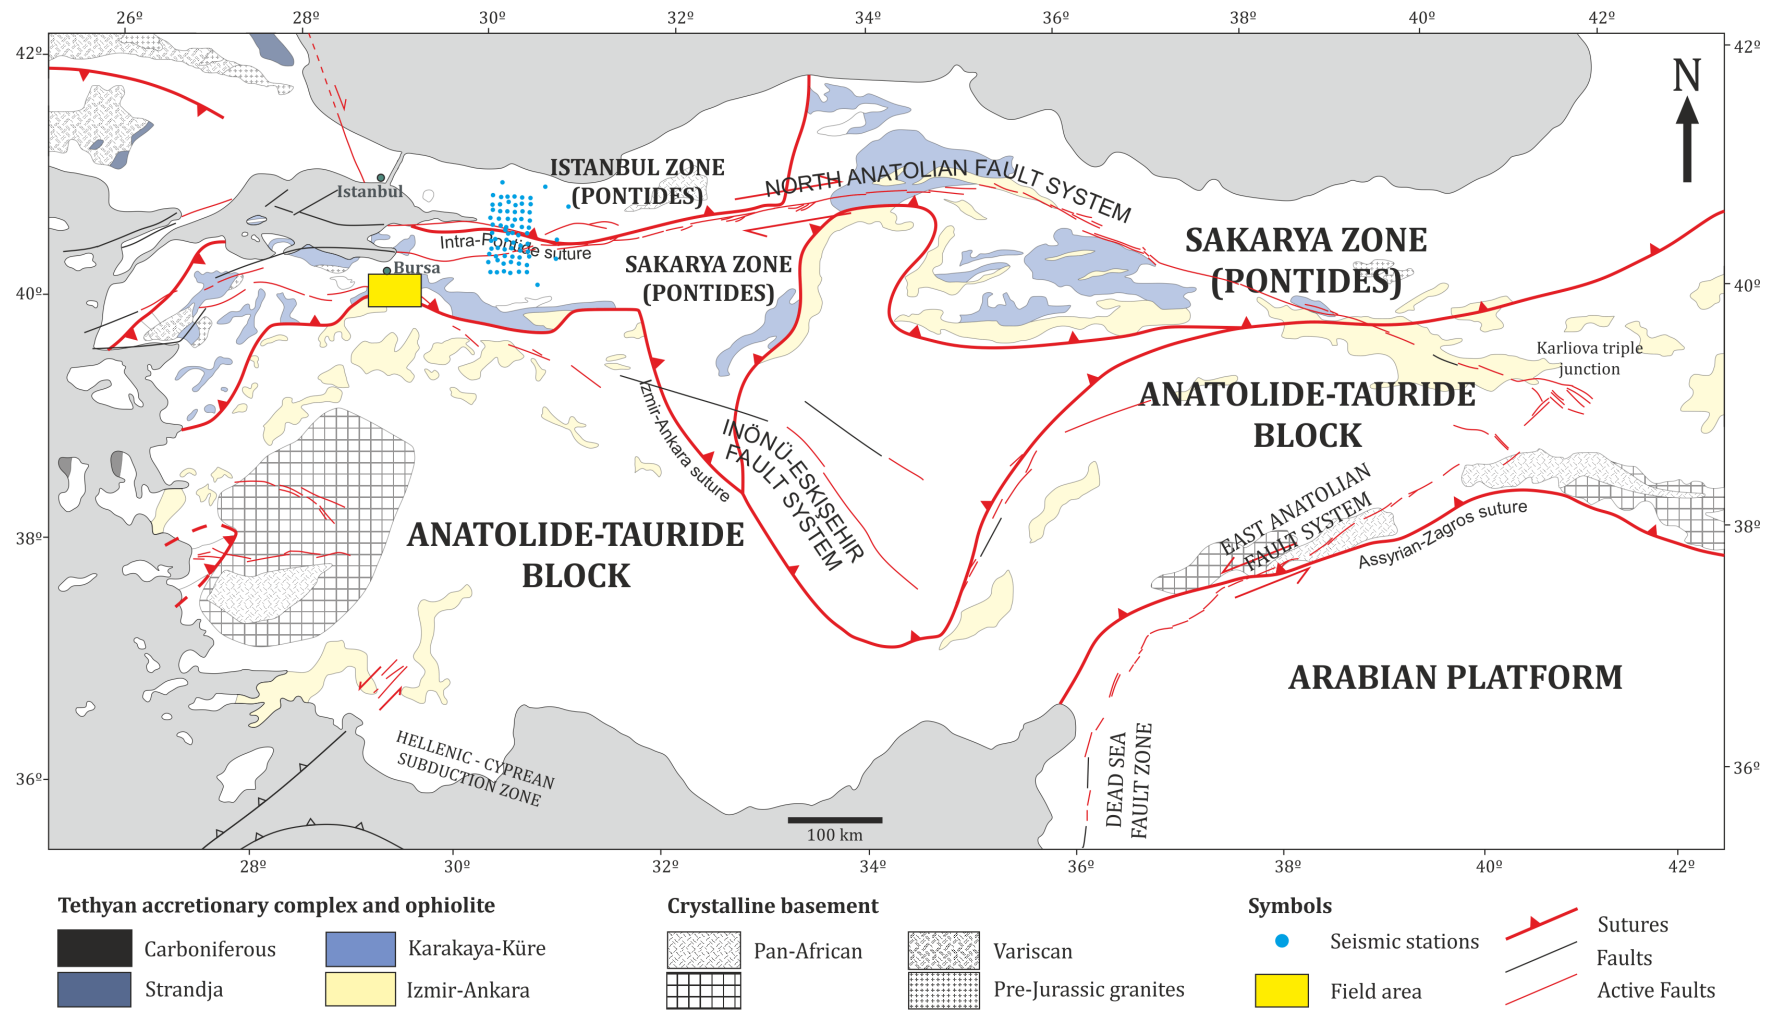 26º 28º 30º 32º 34º 36º 38º 40º 42º
42º
42º
N
ISTANBUL ZONE
(PONTIDES)
Istanbul
NORTH ANATOLIAN FAULT SYSTEM
Intra-Pontide suture
SAKARYA ZONE
(PONTIDES)
SAKARYA ZONE
(PONTIDES)
Bursa
40º
40º
Karliova triple
junction
ANATOLIDE-TAURIDE
BLOCK
Izmir-Ankara suture
INÖNÜ-ESKIŞEHIR
FAULT SYSTEM
EAST ANATOLIAN
FAULT SYSTEM
Assyrian-Zagros suture
38º
38º
ANATOLIDE-TAURIDE
BLOCK
ARABIAN PLATFORM
HELLENIC - CYPREAN
SUBDUCTION ZONE
DEAD SEA
FAULT ZONE
36º
36º
100 km
28º 30º 32º 34º 36º 38º 40º 42º
Tethyan accretionary complex and ophiolite
Carboniferous
Karakaya-Küre
Strandja
Izmir-Ankara
Crystalline basement
Pan-African
Variscan
Pre-Jurassic granites
Symbols
Seismic stations
Field area
Sutures
Faults
Active Faults